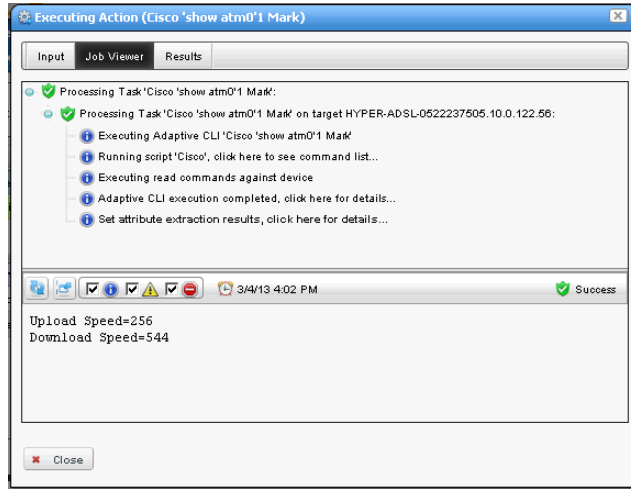 Executing Action (Cisco 'show atm0'1 Mark)
Input Job Viewer Results
Processing Task 'Cisco 'show atm0'1 Mark':
Processing Task 'Cisco 'show atm0'1 Mark' on target HYPER-ADSL-0522237505.10.0.122.56:
Executing Adaptive CLI 'Cisco 'show atm0'1 Mark'
Running script 'Cisco', click here to see command list...
Executing read commands against device
Adaptive CLI execution completed, click here for details...
Set attribute extraction results, click here for details...
3/4/13 4:02 PM Success
Upload Speed=256
Download Speed=544
Close